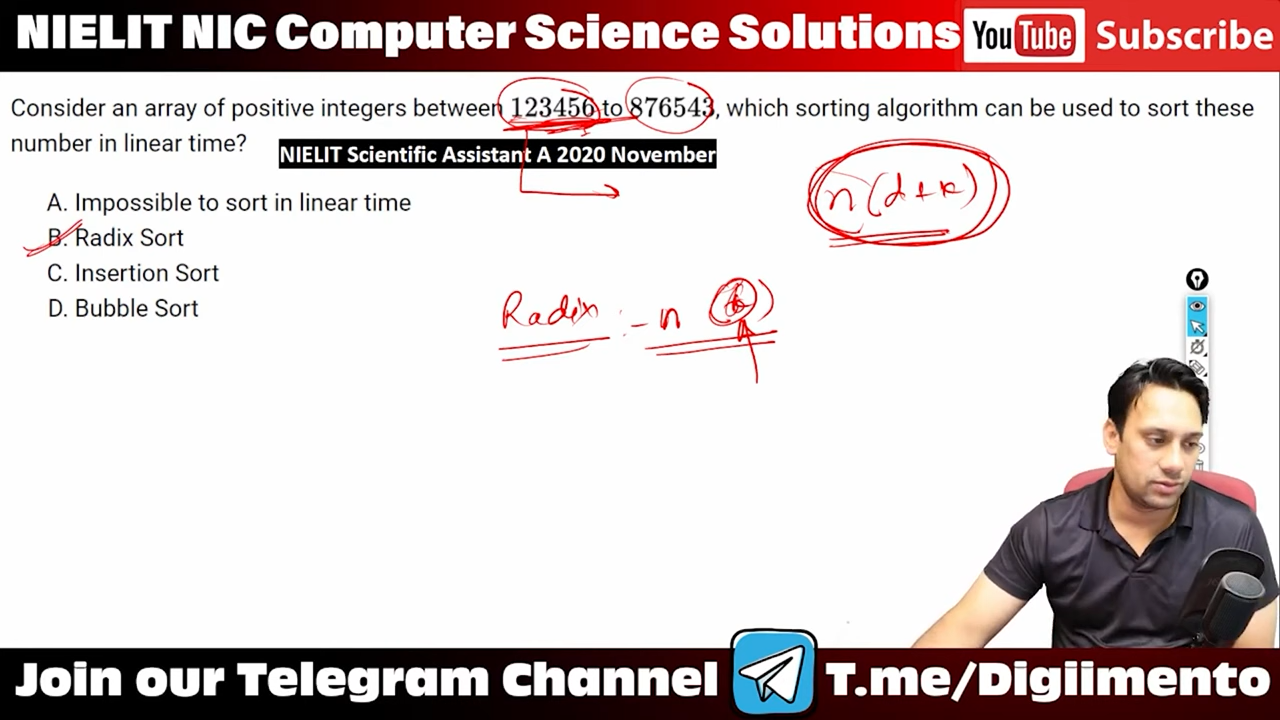 NIELIT NIC Computer Science Solutions YouTube Subscribe
Consider an array of positive integers between 123456 to 876543, which sorting algorithm can be used to sort these
number in linear time?
NIELIT Scientific Assistant A 2020 November
n(d+k)
A. Impossible to sort in linear time
B. Radix Sort
C. Insertion Sort
D. Bubble Sort
Radix :- n
Join our Telegram Channel T.me/Digiimento